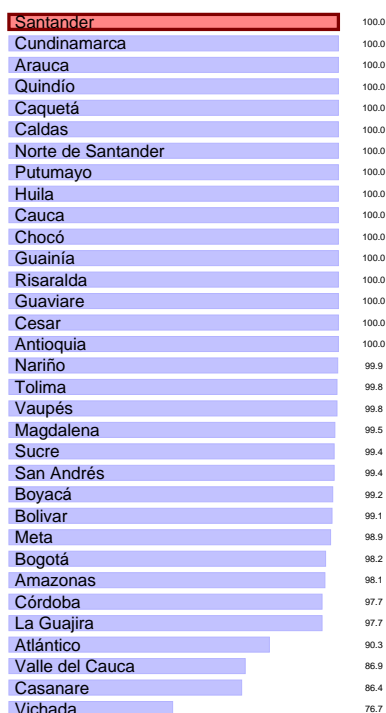 Santander 100.0
Cundinamarca 100.0
Arauca 100.0
Quindío 100.0
Caquetá 100.0
Caldas 100.0
Norte de Santander 100.0
Putumayo 100.0
Huila 100.0
Cauca 100.0
Chocó 100.0
Guainía 100.0
Risaralda 100.0
Guaviare 100.0
Cesar 100.0
Antioquia 100.0
Nariño 99.9
Tolima 99.8
Vaupés 99.8
Magdalena 99.5
Sucre 99.4
San Andrés 99.4
Boyacá 99.2
Bolivar 99.1
Meta 98.9
Bogotá 98.2
Amazonas 98.1
Córdoba 97.7
La Guajira 97.7
Atlántico 90.3
Valle del Cauca 86.9
Casanare 86.4
Vichada 76.7